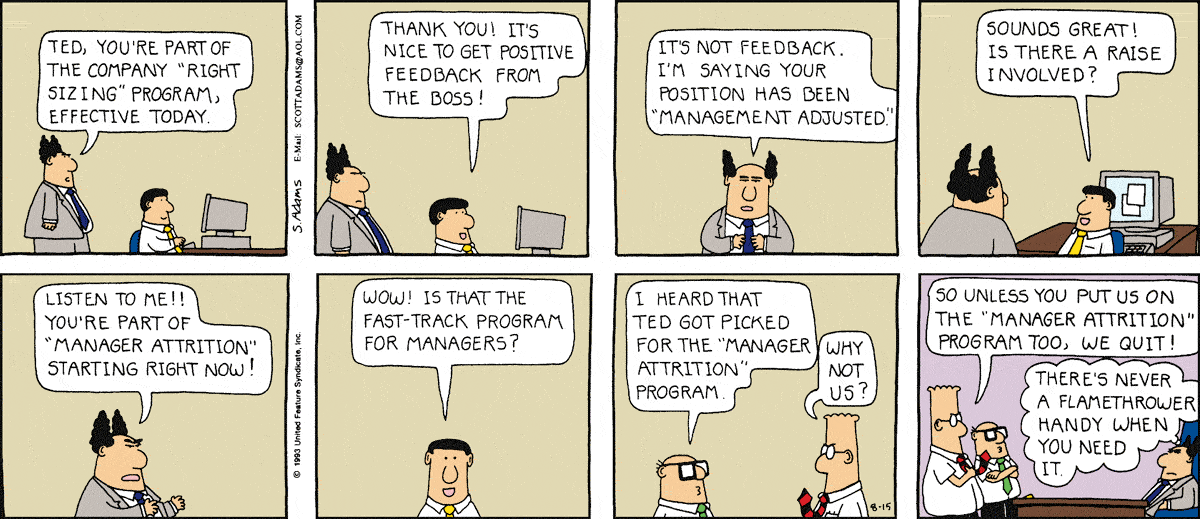 TED, YOU'RE PART OF
THE COMPANY "RIGHT
SIZING" PROGRAM,
EFFECTIVE TODAY.
S. Adams E-Mail: SCOTTADAMS@AOL.COM
THANK YOU! IT'S
NICE TO GET POSITIVE
FEEDBACK FROM
THE BOSS!
IT'S NOT FEEDBACK.
I'M SAYING YOUR
POSITION HAS BEEN
"MANAGEMENT ADJUSTED."
SOUNDS GREAT!
IS THERE A RAISE
INVOLVED?
LISTEN TO ME!!
YOU'RE PART OF
"MANAGER ATTRITION"
STARTING RIGHT NOW!
© 1993 United Feature Syndicate, Inc.
WOW! IS THAT THE
FAST-TRACK PROGRAM
FOR MANAGERS?
I HEARD THAT
TED GOT PICKED
FOR THE "MANAGER
ATTRITION"
PROGRAM.
WHY
NOT
US?
8-15
SO UNLESS YOU PUT US ON
THE "MANAGER ATTRITION"
PROGRAM TOO, WE QUIT!
THERE'S NEVER
A FLAMETHROWER
HANDY WHEN
YOU NEED
IT.